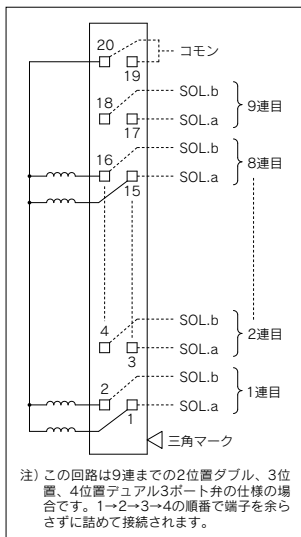 20
コモン
19
18
SOL.b
SOL.a
9連目
17
16
SOL.b
SOL.a
8連目
15
4
SOL.b
SOL.a
2連目
3
2
SOL.b
SOL.a
1連目
1
三角マーク
注）この回路は9連までの2位置ダブル、3位
置、4位置デュアル3ポート弁の仕様の場
合です。1→2→3→4の順番で端子を余ら
さずに詰めて接続されます。